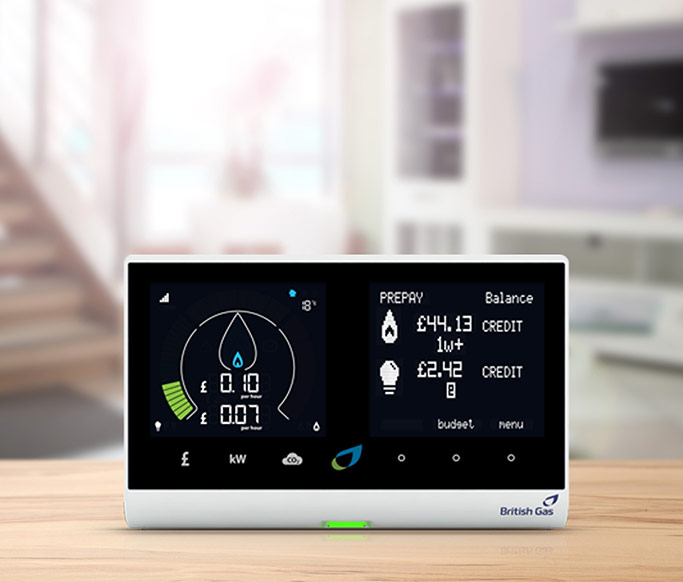 18°c
£ 0.10
per hour
£ 0.07
per hour
PREPAY Balance
£44.13 CREDIT
1w+
£2.42 CREDIT
E
budget menu
£ kW CO2
British Gas